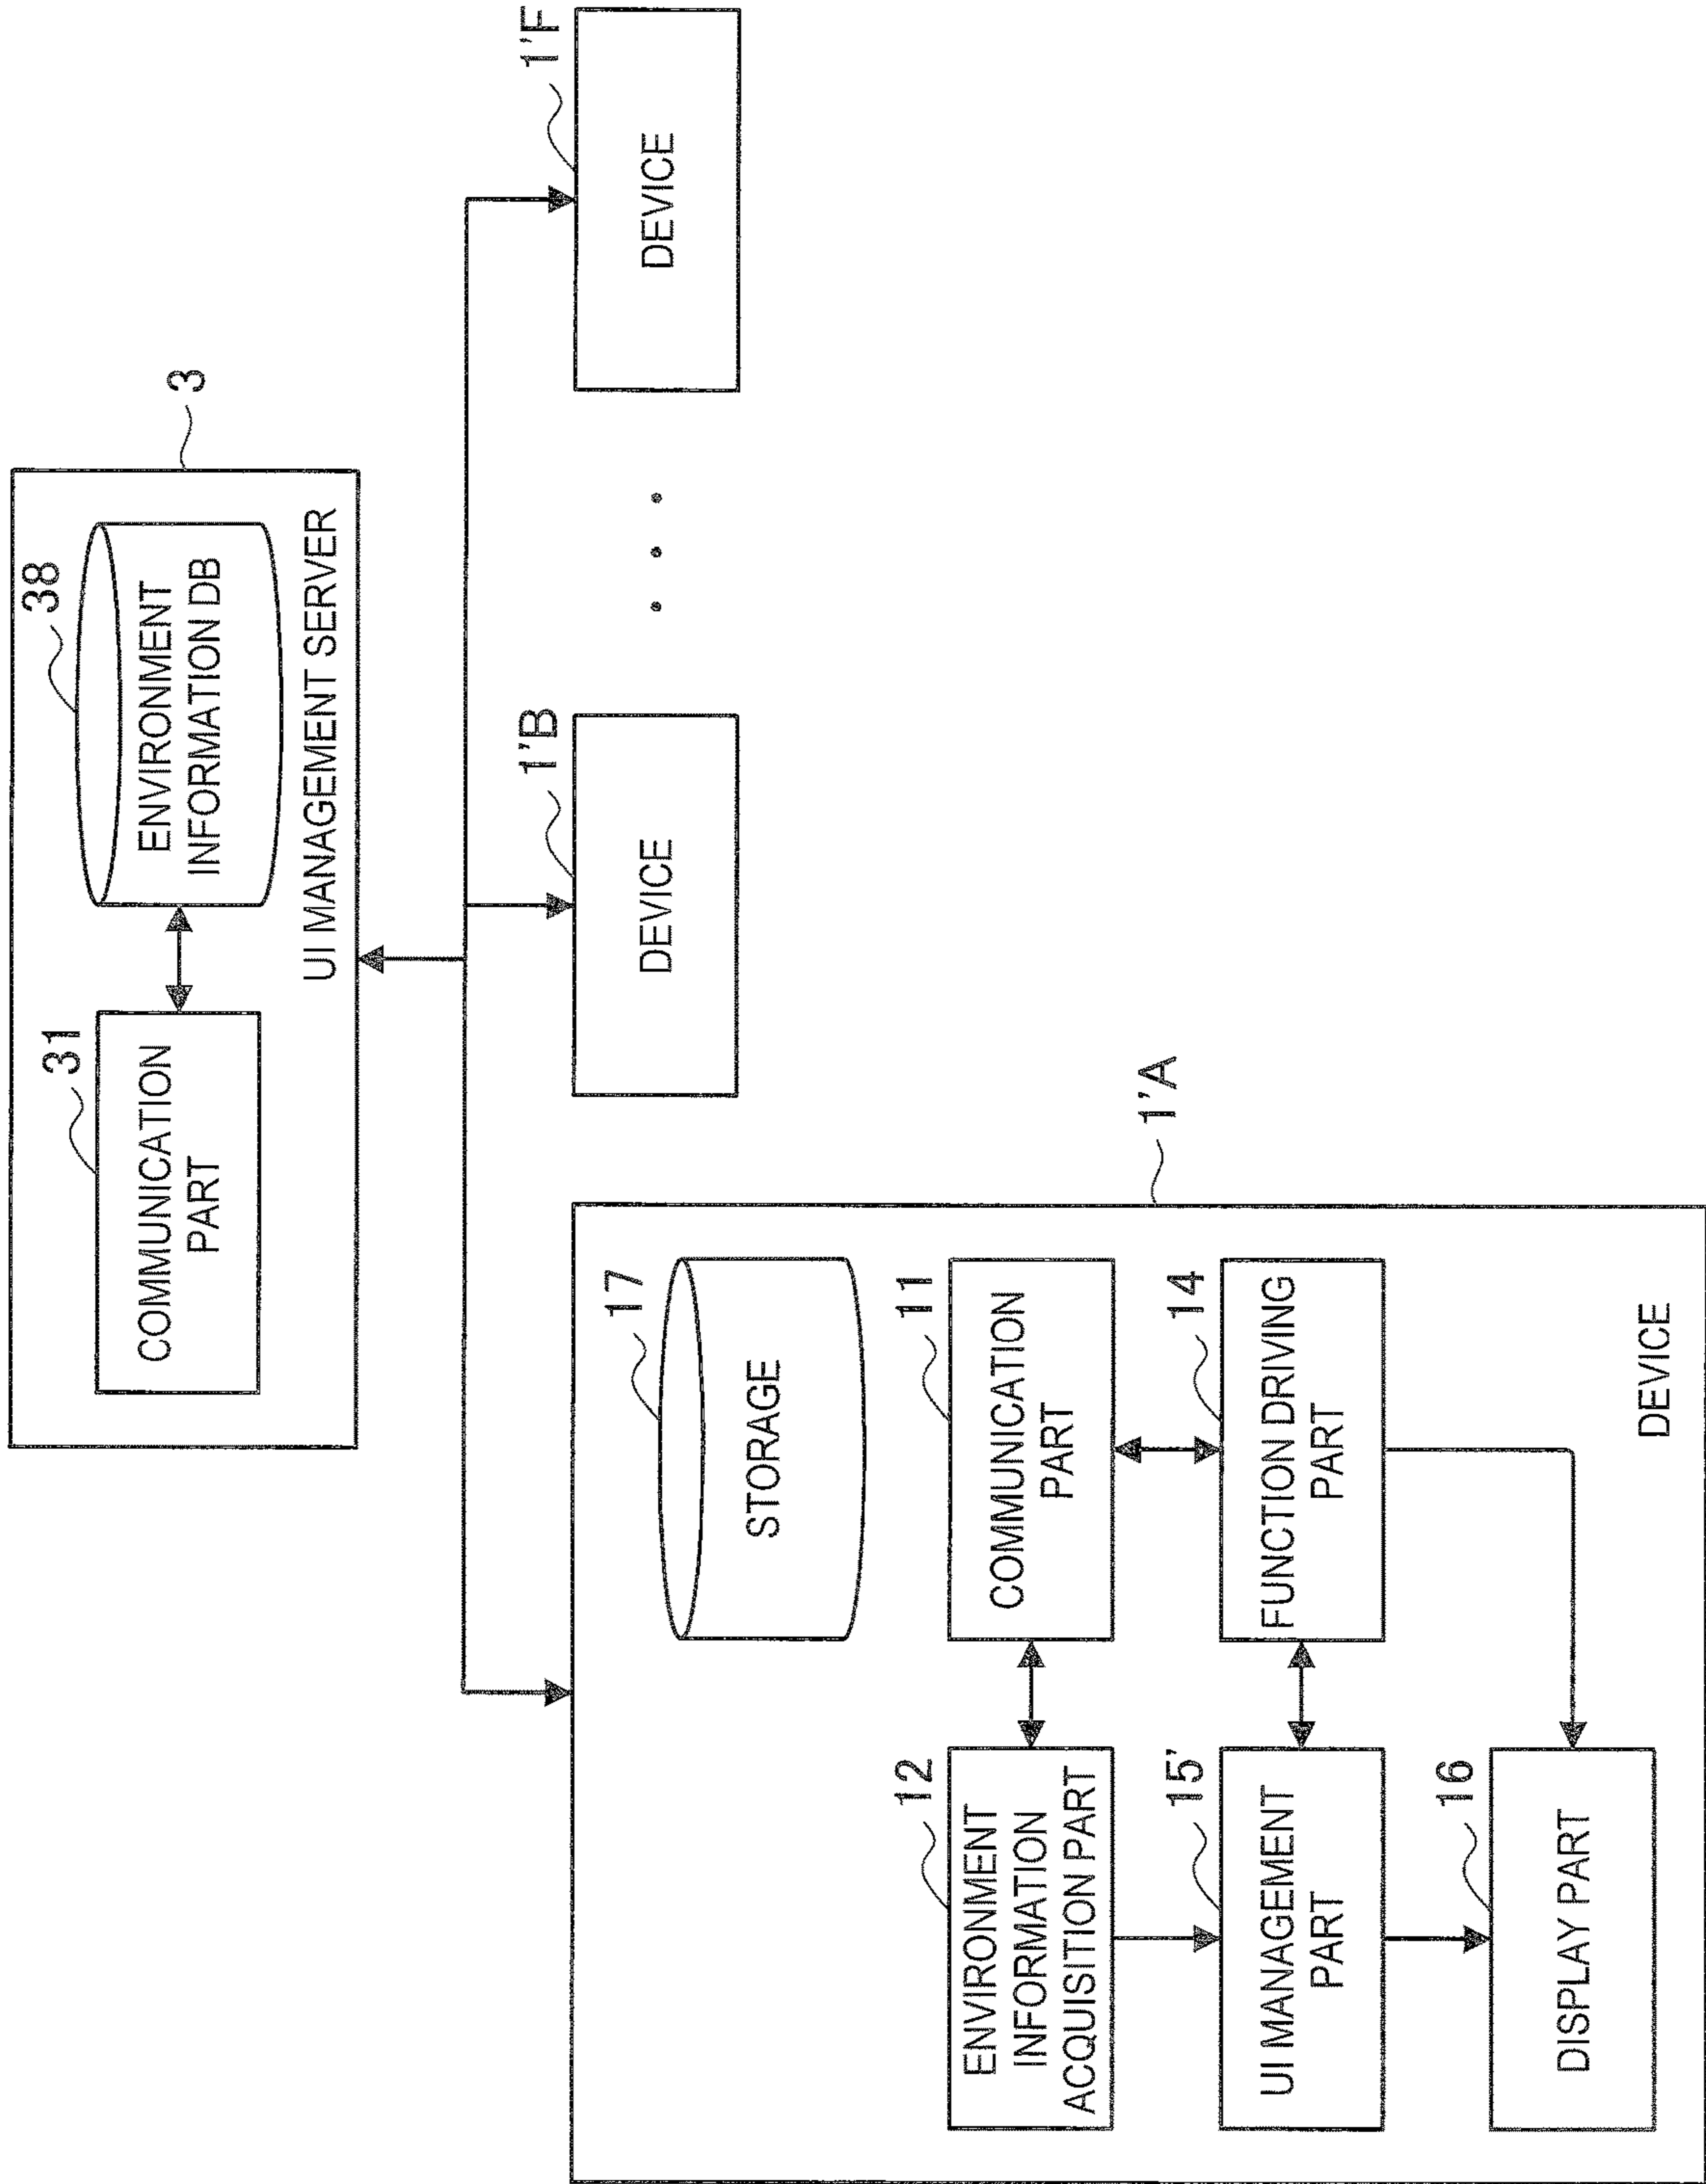 3
31
COMMUNICATION
PART
38
ENVIRONMENT
INFORMATION DB
UI MANAGEMENT SERVER
1'A
17
STORAGE
12
ENVIRONMENT
INFORMATION
ACQUISITION PART
11
COMMUNICATION
PART
15'
UI MANAGEMENT
PART
14
FUNCTION DRIVING
PART
16
DISPLAY PART
DEVICE
1'B
DEVICE
. . .
1'F
DEVICE